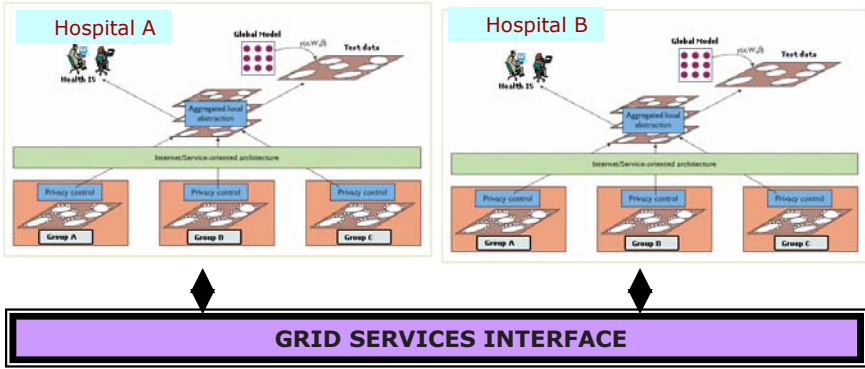 Hospital A
Global Model
Test data
Health IS
Aggregated local
abstraction
Internet/Service-oriented architecture
Privacy control
Privacy control
Privacy control
Group A
Group B
Group C
Hospital B
Global Model
Test data
Health IS
Aggregated local
abstraction
Internet/Service-oriented architecture
Privacy control
Privacy control
Privacy control
Group A
Group B
Group C
GRID SERVICES INTERFACE